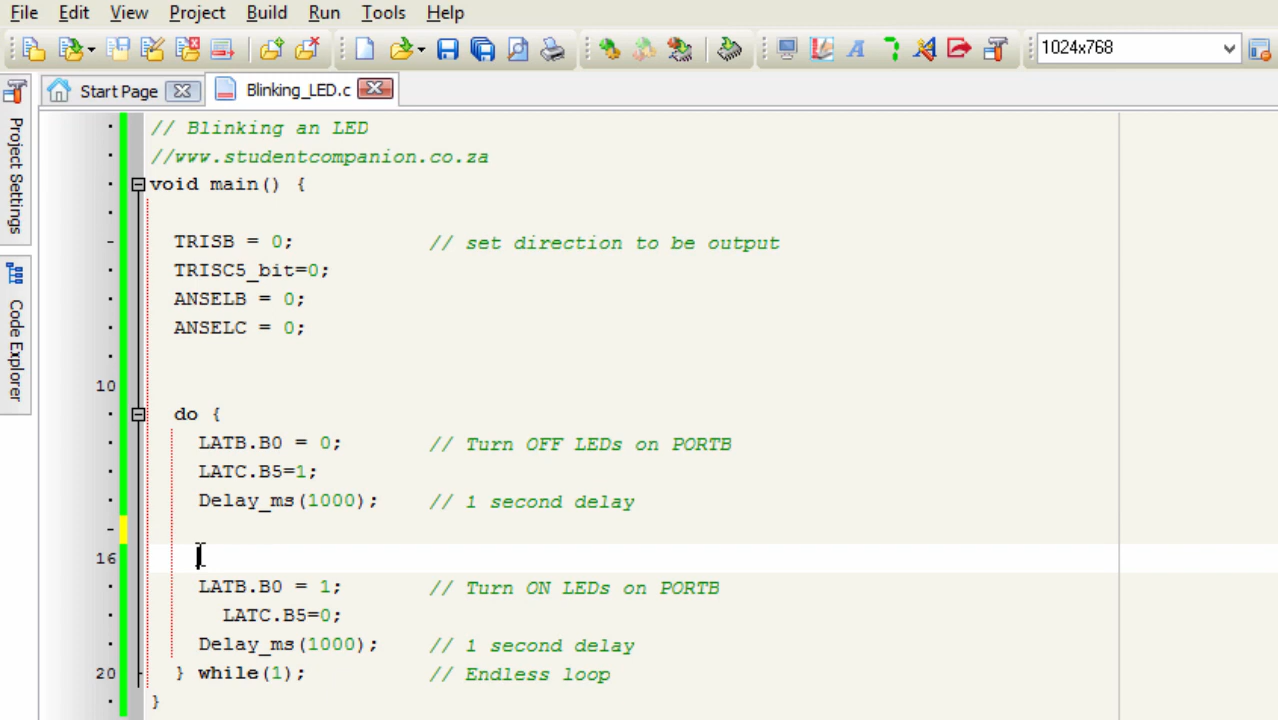 File Edit View Project Build Run Tools Help
1024x768
Start Page Blinking_LED.c
Project Settings
Code Explorer
// Blinking an LED
//www.studentcompanion.co.za
void main() {
TRISB = 0; // set direction to be output
TRISC5_bit=0;
ANSELB = 0;
ANSELC = 0;
10
do {
LATB.B0 = 0; // Turn OFF LEDs on PORTB
LATC.B5=1;
Delay_ms(1000); // 1 second delay
16
LATB.B0 = 1; // Turn ON LEDs on PORTB
LATC.B5=0;
Delay_ms(1000); // 1 second delay
20 } while(1); // Endless loop
}